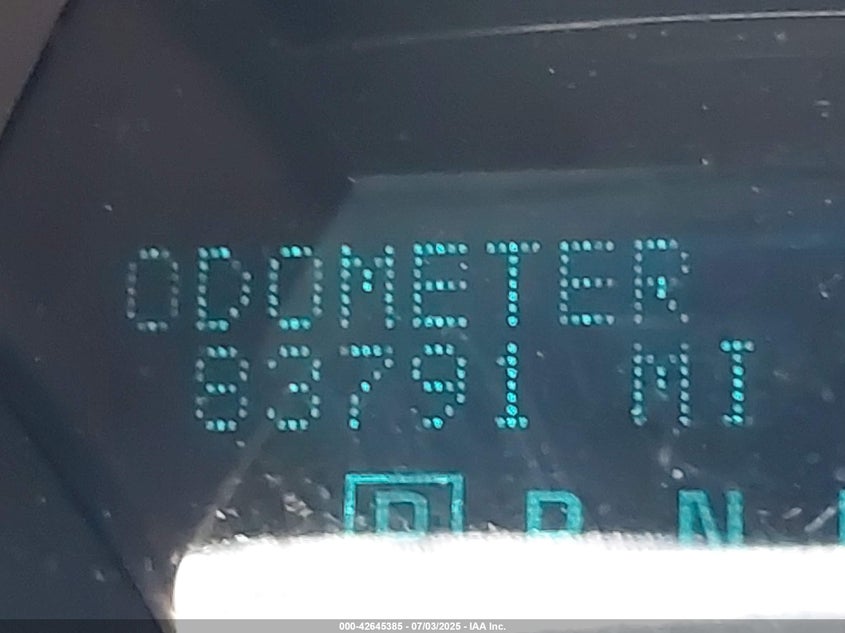 ODOMETER
83791 MI
P R N
000-42645385 - 07/03/2025 - IAA Inc.